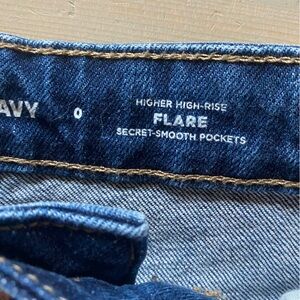 AVY 0
HIGHER HIGH-RISE
FLARE
SECRET-SMOOTH POCKETS